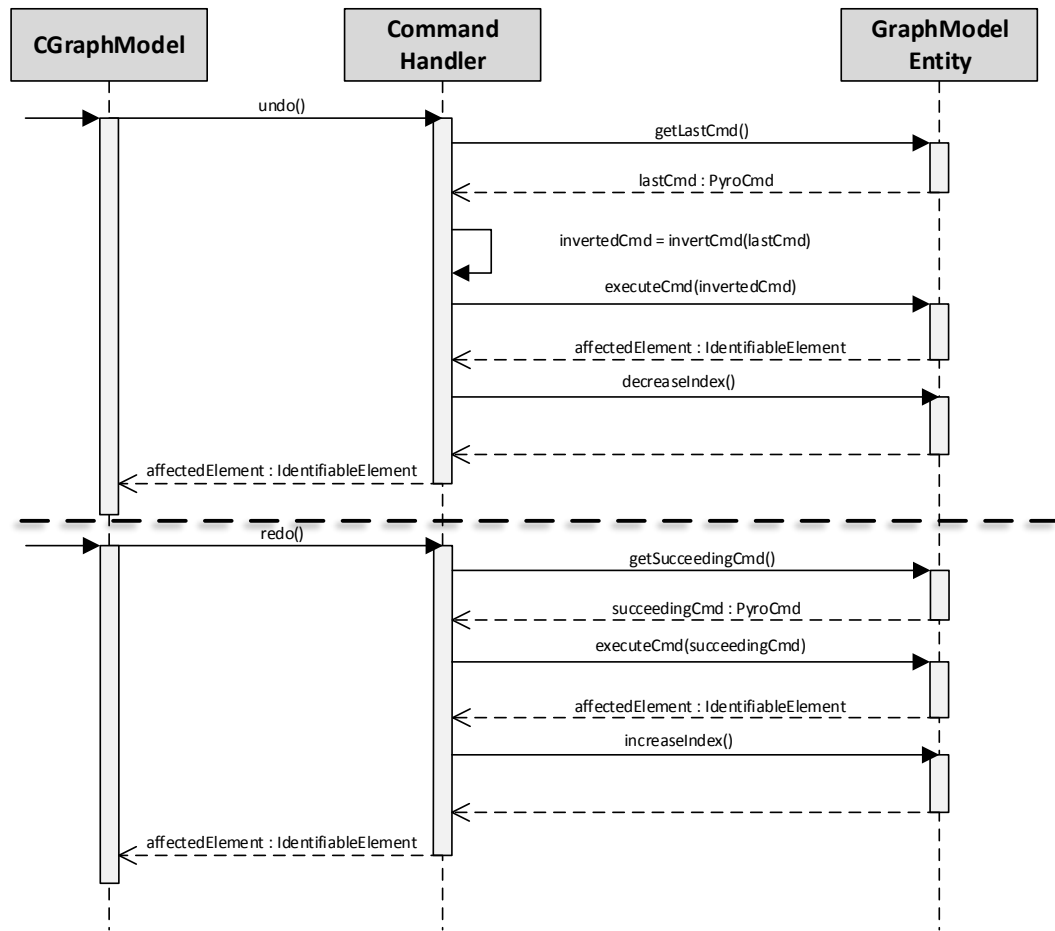 CGraphModel
Command
Handler
GraphModel
Entity
undo()
getLastCmd()
lastCmd : PyroCmd
invertedCmd = invertCmd(lastCmd)
executeCmd(invertedCmd)
affectedElement : IdentifiableElement
decreaseIndex()
affectedElement : IdentifiableElement
redo()
getSucceedingCmd()
succeedingCmd : PyroCmd
executeCmd(succeedingCmd)
affectedElement : IdentifiableElement
increaseIndex()
affectedElement : IdentifiableElement